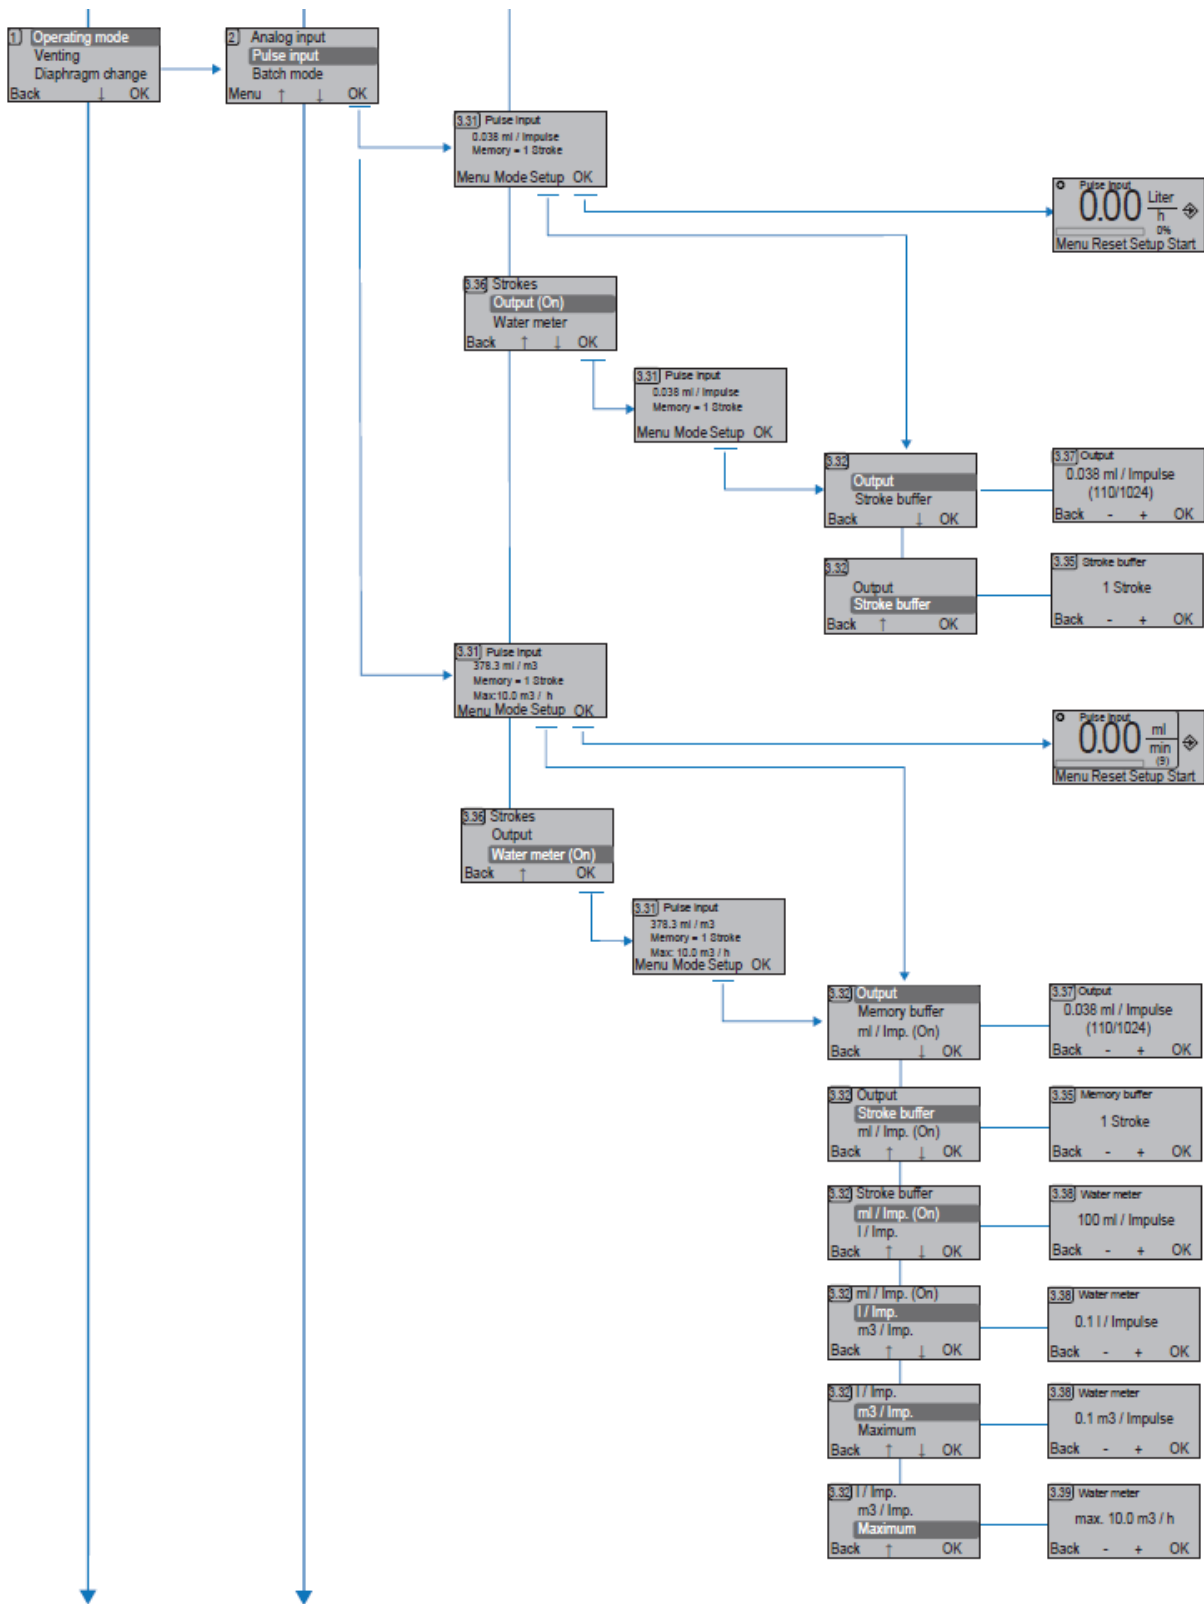 1 Operating mode
Venting
Diaphragm change
Back ↓ OK
2 Analog input
Pulse input
Batch mode
Menu ↑ ↓ OK
3.31 Pulse input
0.038 ml / Impulse
Memory = 1 Stroke
Menu Mode Setup OK
Pulse input
0.00 Liter
h
0%
Menu Reset Setup Start
3.36 Strokes
Output (On)
Water meter
Back ↑ ↓ OK
3.31 Pulse input
0.038 ml / Impulse
Memory = 1 Stroke
Menu Mode Setup OK
3.32
Output
Stroke buffer
Back ↓ OK
3.37 Output
0.038 ml / Impulse
(110/1024)
Back - + OK
3.32
Output
Stroke buffer
Back ↑ OK
3.35 Stroke buffer
1 Stroke
Back - + OK
3.31 Pulse input
378.3 ml / m3
Memory = 1 Stroke
Max:10.0 m3 / h
Menu Mode Setup OK
Pulse input
0.00 ml
min
(9)
Menu Reset Setup Start
3.36 Strokes
Output
Water meter (On)
Back ↑ OK
3.31 Pulse input
378.3 ml / m3
Memory = 1 Stroke
Max: 10.0 m3 / h
Menu Mode Setup OK
3.32 Output
Memory buffer
ml / Imp. (On)
Back ↓ OK
3.37 Output
0.038 ml / Impulse
(110/1024)
Back - + OK
3.32 Output
Stroke buffer
ml / Imp. (On)
Back ↑ ↓ OK
3.35 Memory buffer
1 Stroke
Back - + OK
3.32 Stroke buffer
ml / Imp. (On)
l / Imp.
Back ↑ ↓ OK
3.38 Water meter
100 ml / Impulse
Back - + OK
3.32 ml / Imp. (On)
l / Imp.
m3 / Imp.
Back ↑ ↓ OK
3.38 Water meter
0.1 l / Impulse
Back - + OK
3.32 l / Imp.
m3 / Imp.
Maximum
Back ↑ ↓ OK
3.38 Water meter
0.1 m3 / Impulse
Back - + OK
3.32 l / Imp.
m3 / Imp.
Maximum
Back ↑ OK
3.39 Water meter
max. 10.0 m3 / h
Back - + OK